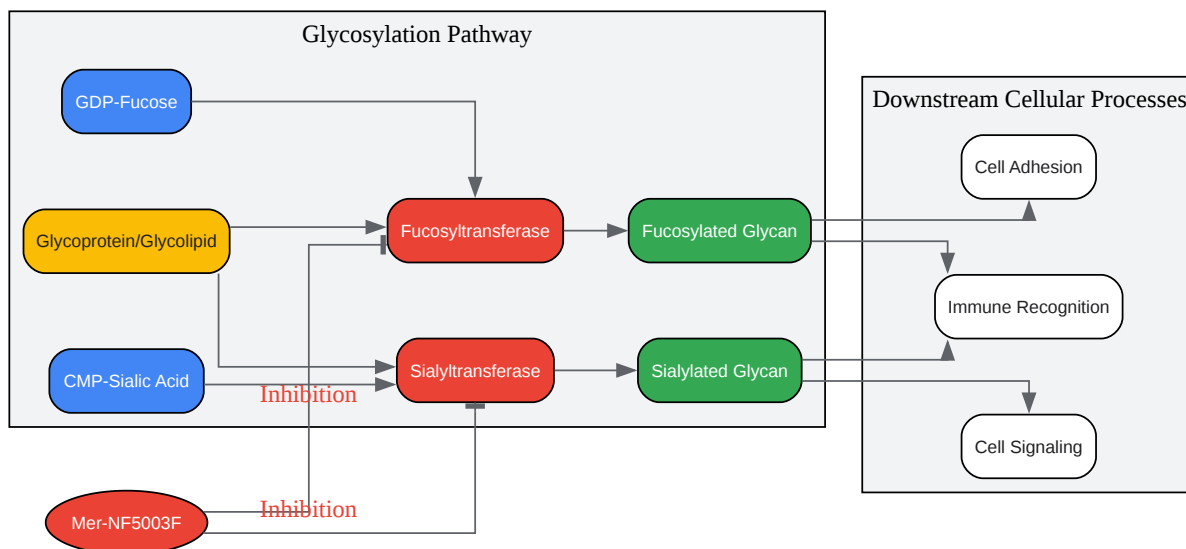 Glycosylation Pathway
GDP-Fucose
Glycoprotein/Glycolipid
CMP-Sialic Acid
Fucosyltransferase
Sialyltransferase
Fucosylated Glycan
Sialylated Glycan
Inhibition
Inhibition
Mer-NF5003F
Downstream Cellular Processes
Cell Adhesion
Immune Recognition
Cell Signaling